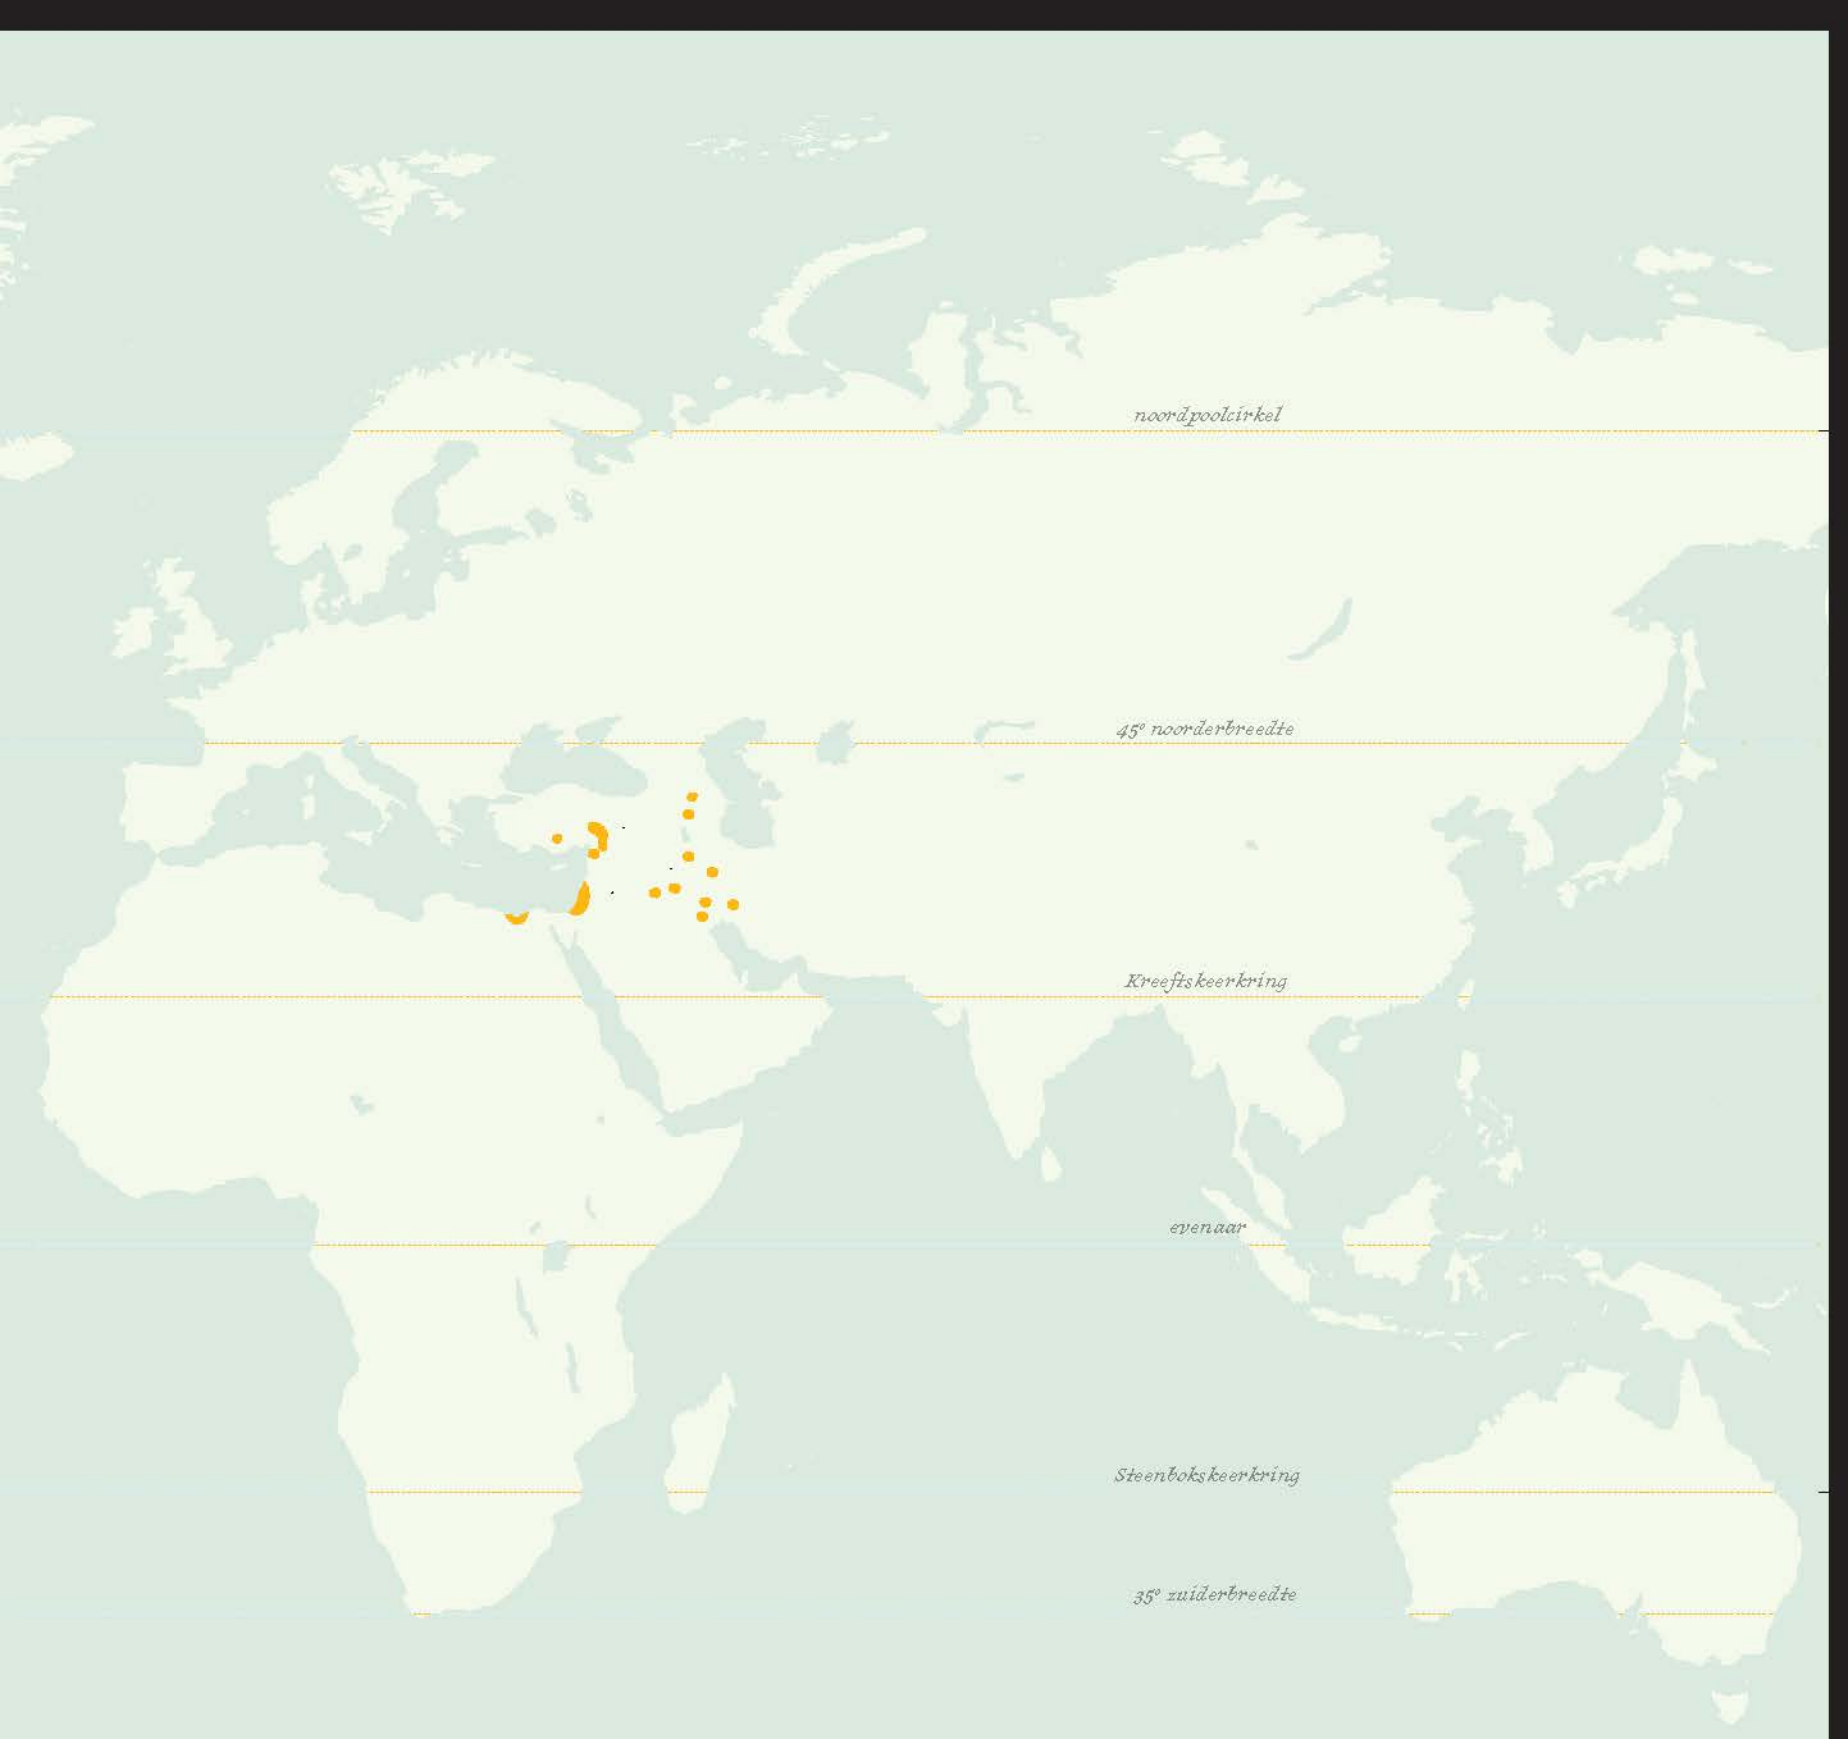 noordpoolcirkel
45° noorderbreedte
Kreeftskeerkring
evenaar
Steenbokskeerkring
35° zuiderbreedte